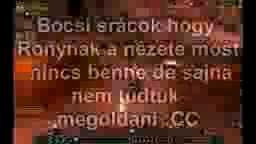 Bocsi srácok hogy
Ronynak a nézete most
nincs benne de sajna
nem tudtuk
megoldani :CC